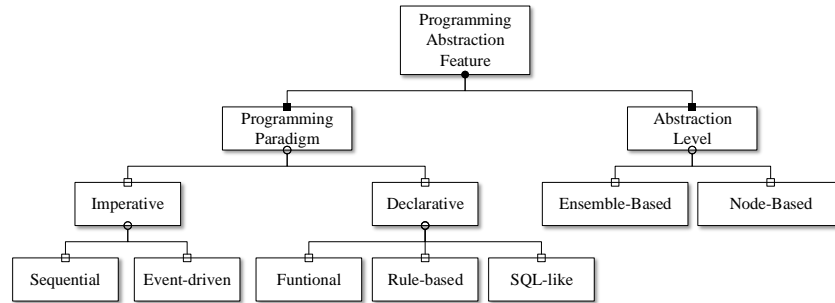 Programming
Abstraction
Feature
Programming
Paradigm
Abstraction
Level
Imperative
Declarative
Ensemble-Based
Node-Based
Sequential
Event-driven
Funtional
Rule-based
SQL-like